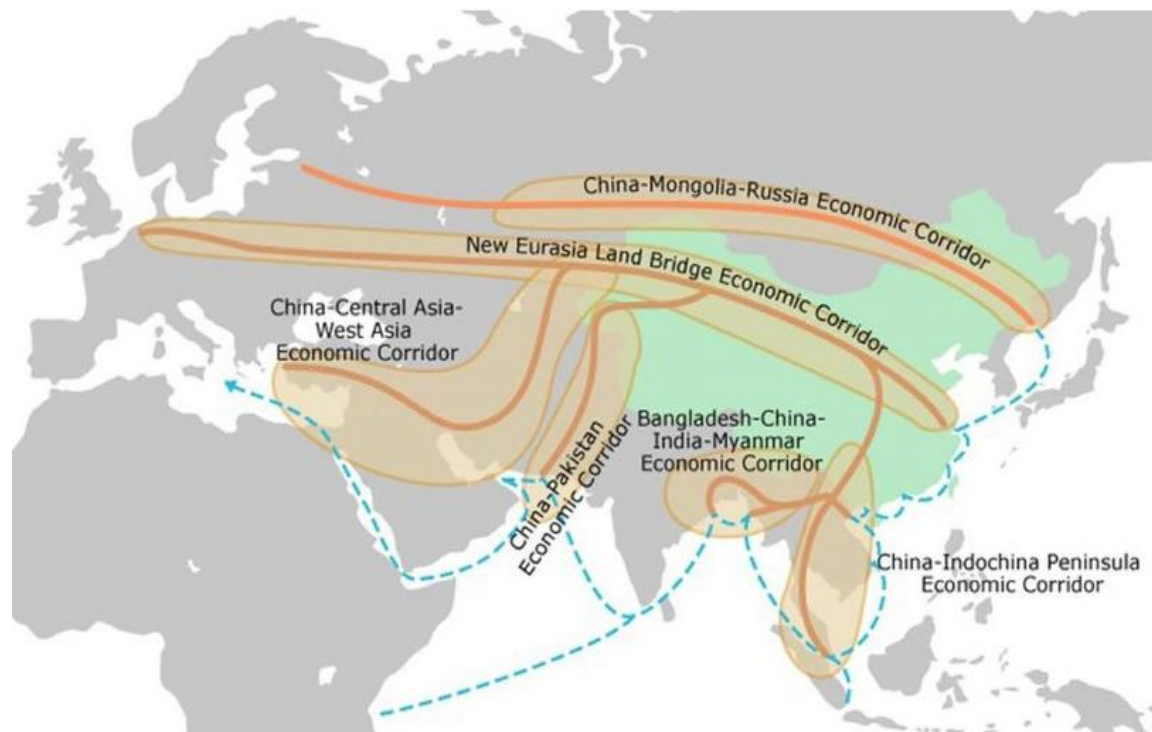 China-Mongolia-Russia Economic Corridor
New Eurasia Land Bridge Economic Corridor
China-Central Asia-
West Asia
Economic Corridor
China-Pakistan
Economic Corridor
Bangladesh-China-
India-Myanmar
Economic Corridor
China-Indochina Peninsula
Economic Corridor